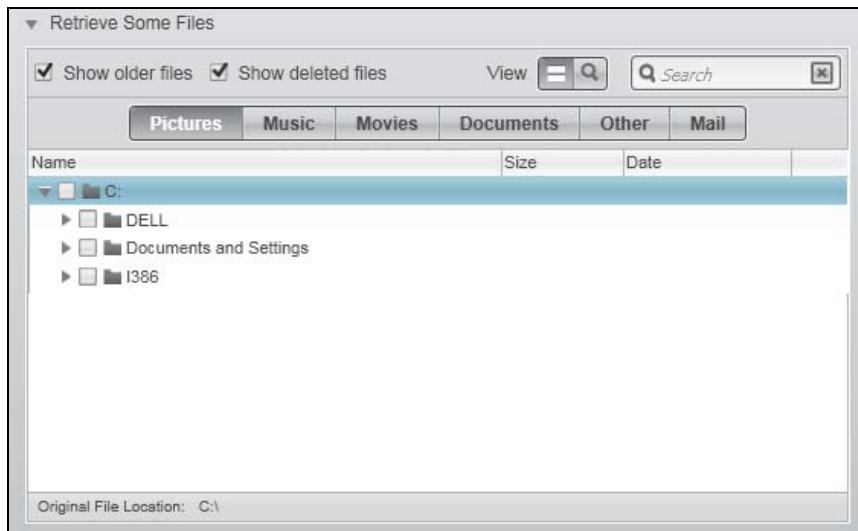 Retrieve Some Files
Show older files Show deleted files View Search
Pictures Music Movies Documents Other Mail
Name Size Date
C:
DELL
Documents and Settings
I386
Original File Location: C:\